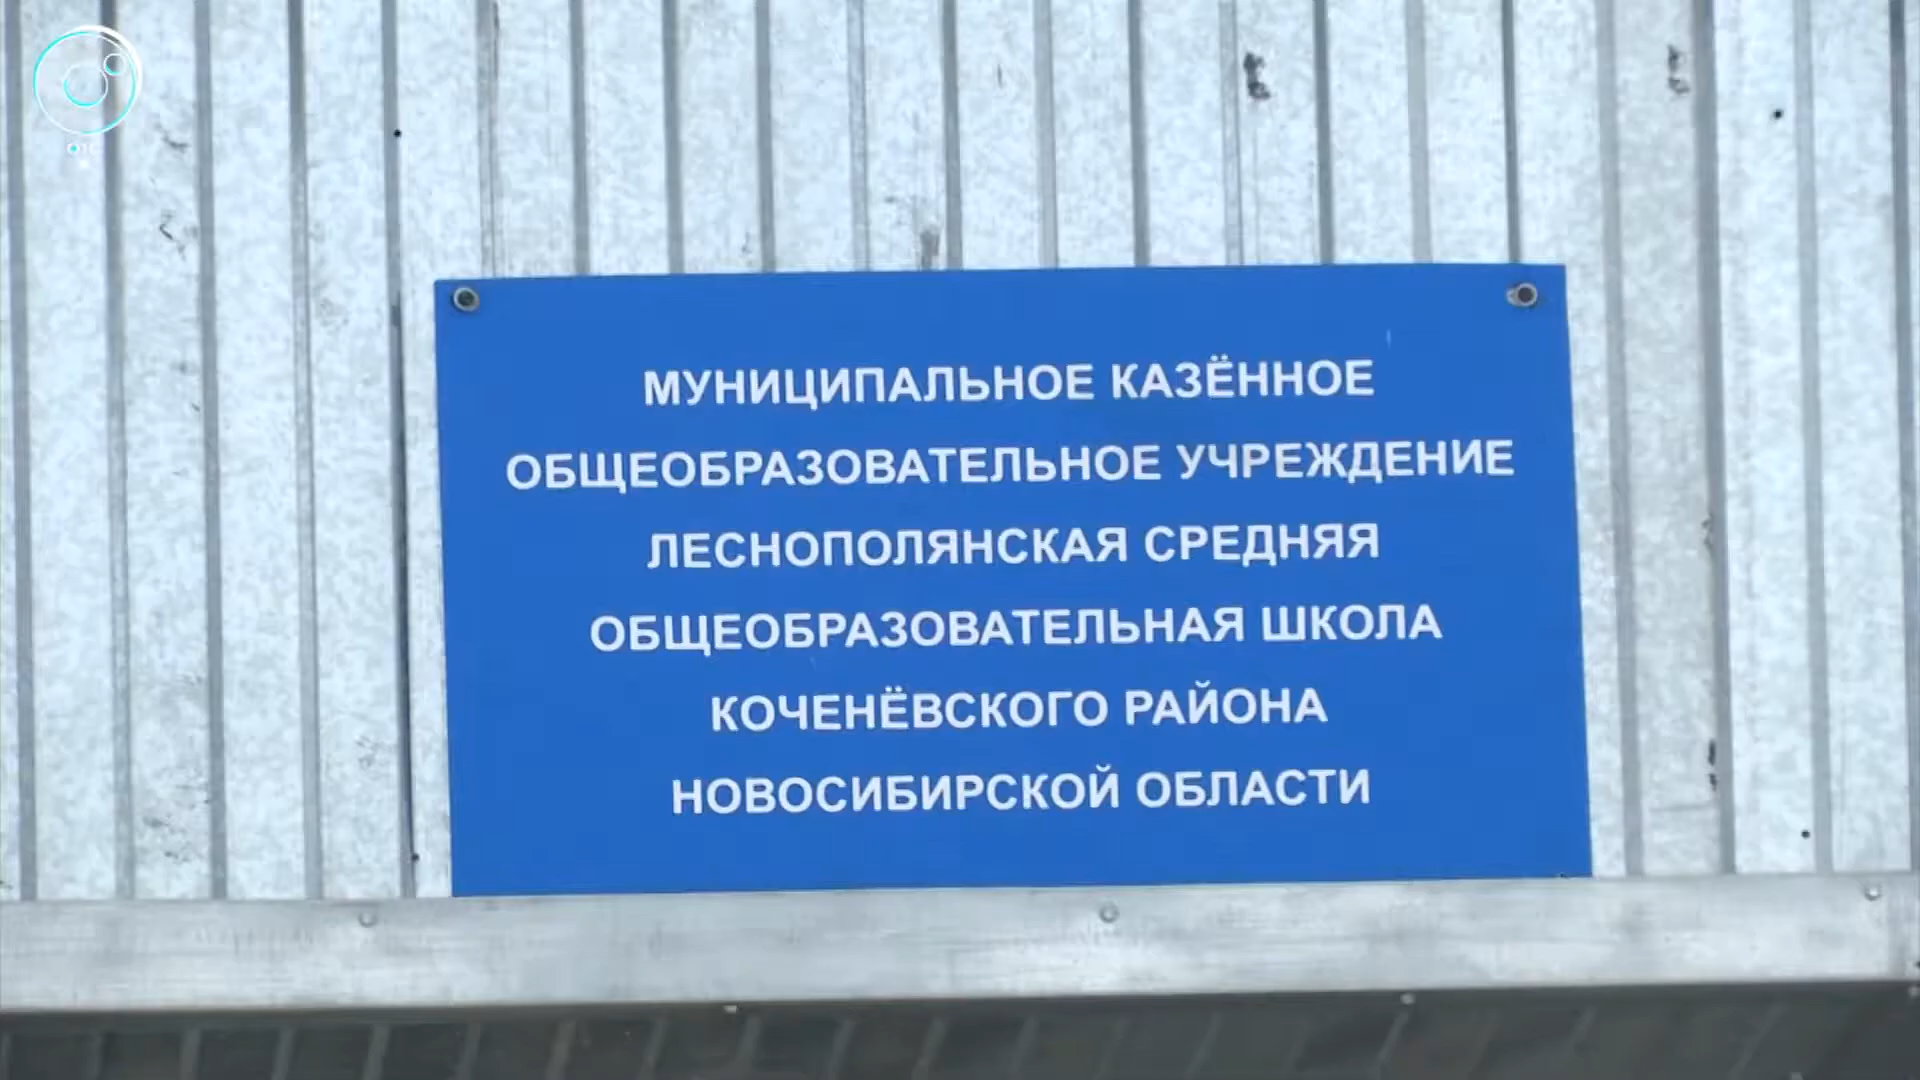 МУНИЦИПАЛЬНОЕ КАЗЁННОЕ
ОБЩЕОБРАЗОВАТЕЛЬНОЕ УЧРЕЖДЕНИЕ
ЛЕСНОПОЛЯНСКАЯ СРЕДНЯЯ
ОБЩЕОБРАЗОВАТЕЛЬНАЯ ШКОЛА
КОЧЕНЁВСКОГО РАЙОНА
НОВОСИБИРСКОЙ ОБЛАСТИ